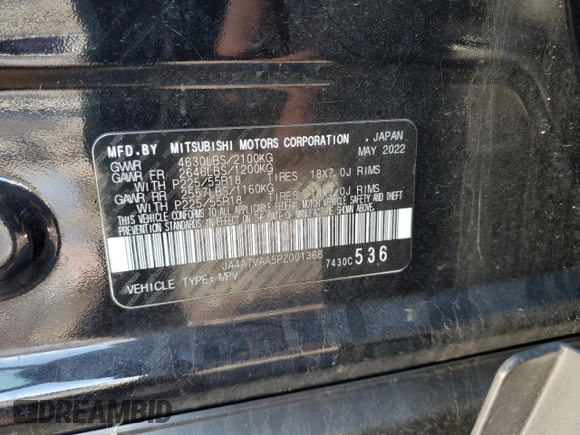 MFD.BY MITSUBISHI MOTORS CORPORATION, JAPAN
GVWR 4630LBS/2100KG MAY 2022
GAWR FR 2646LBS/1200KG
WITH P225/55R18 TIRES 18X7.0J RIMS
GAWR RR 2557LBS/1160KG
WITH P225/55R18 TIRES 18X7.0J RIMS
THIS VEHICLE CONFORMS TO ALL APPLICABLE FEDERAL MOTOR VEHICLE SAFETY AND THEFT
PREVENTION STANDARDS IN EFFECT ON THE DATE OF MANUFACTURE SHOWN ABOVE.
JA4ATVAA5PZ001368 7430C 536
VEHICLE TYPE: MPV
DREAMBID